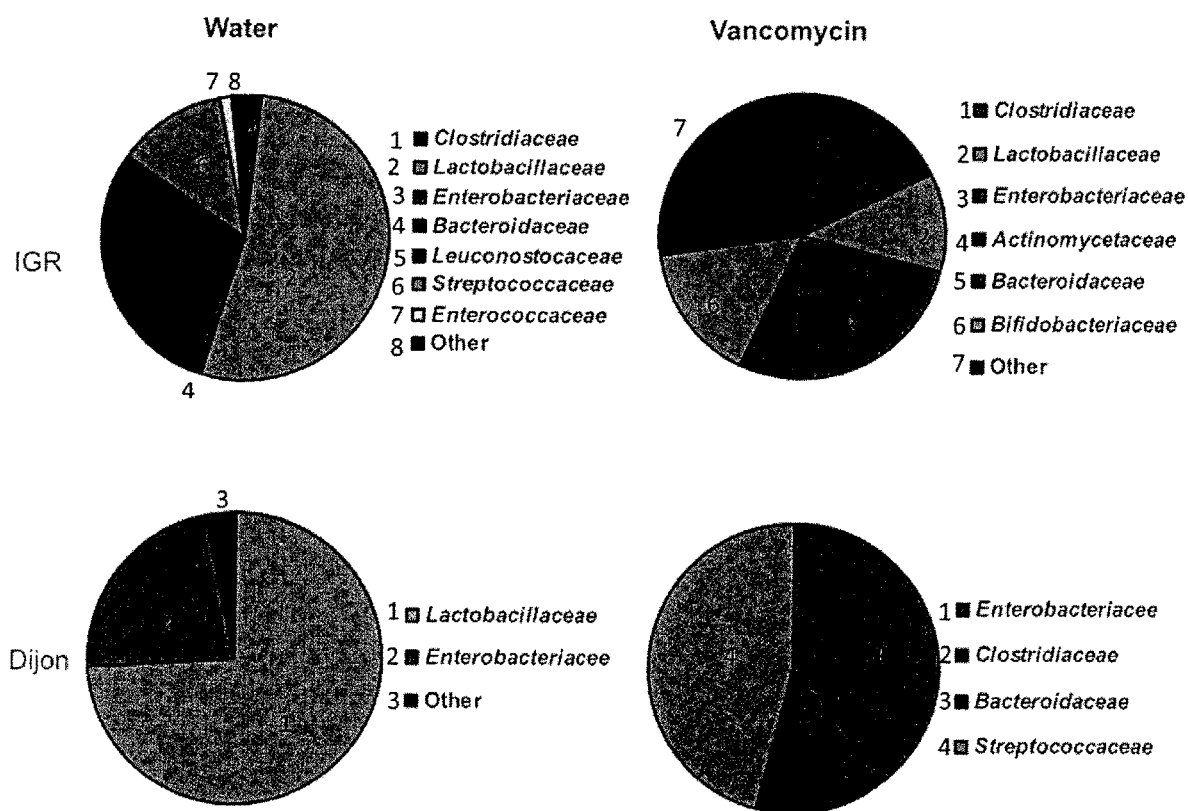 Water
Vancomycin
IGR
7 8
4
1 Clostridiaceae
2 Lactobacillaceae
3 Enterobacteriaceae
4 Bacteroidaceae
5 Leuconostocaceae
6 Streptococcaceae
7 Enterococcaceae
8 Other
7
6
1 Clostridiaceae
2 Lactobacillaceae
3 Enterobacteriaceae
4 Actinomycetaceae
5 Bacteroidaceae
6 Bifidobacteriaceae
7 Other
Dijon
3
1
1 Lactobacillaceae
2 Enterobacteriacee
3 Other
4
1 Enterobacteriacee
2 Clostridiaceae
3 Bacteroidaceae
4 Streptococcaceae